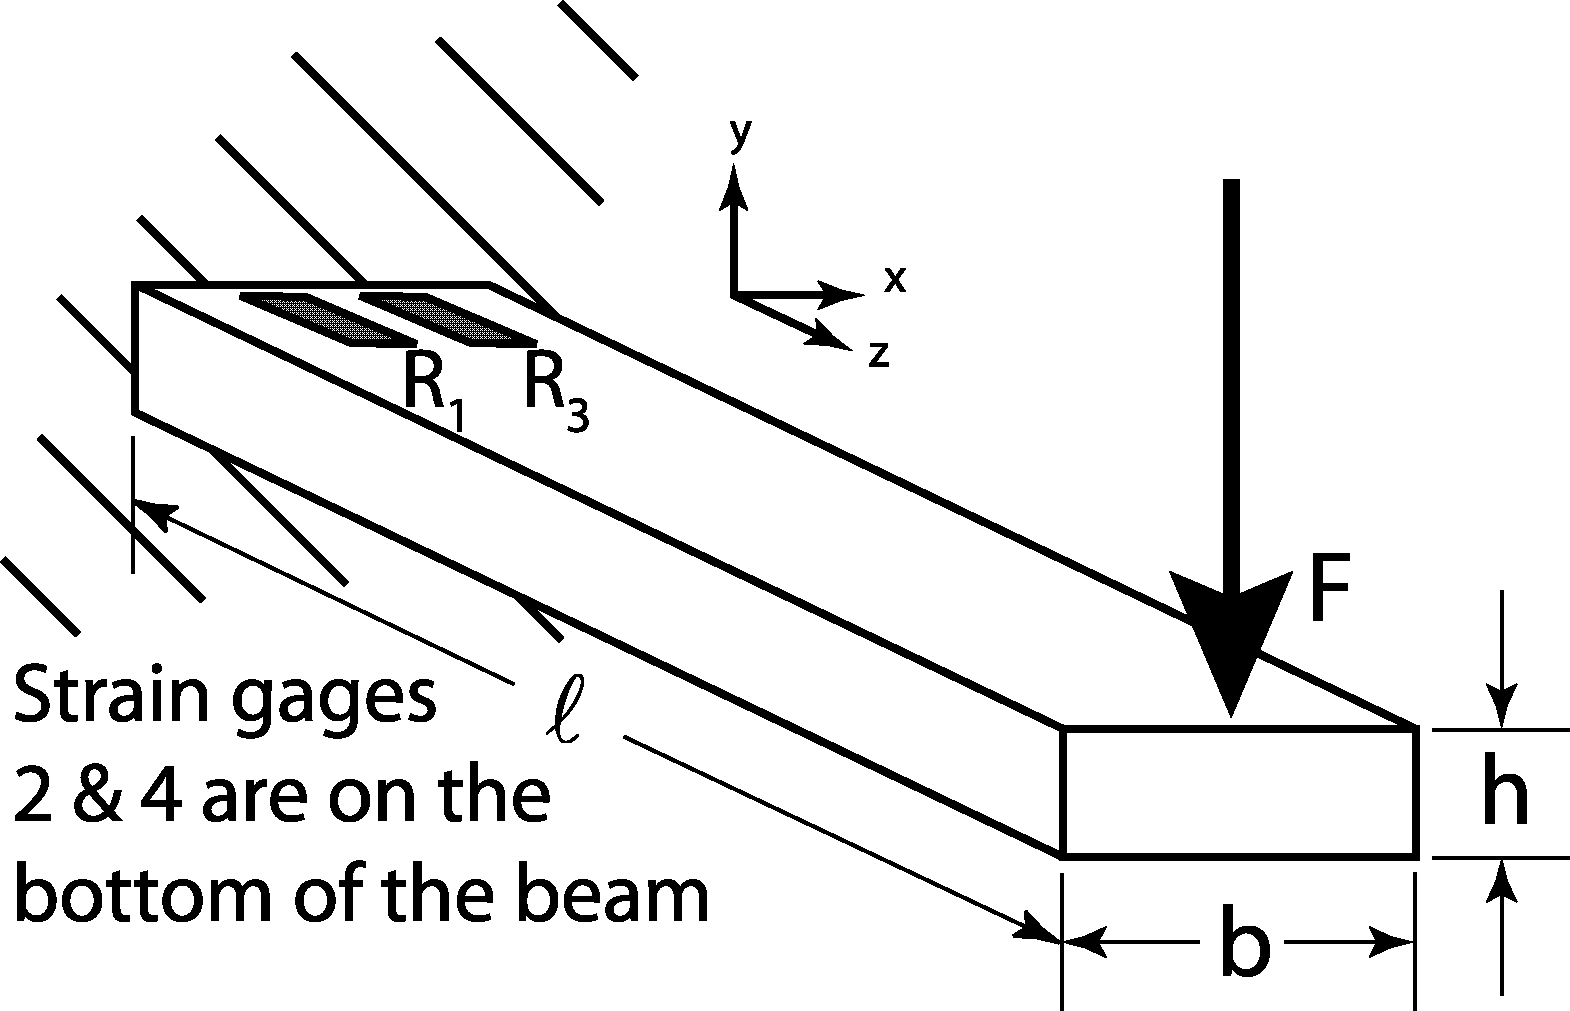 y
x
z
R1 R3
F
Strain gages
2 & 4 are on the
bottom of the beam
ℓ
h
b